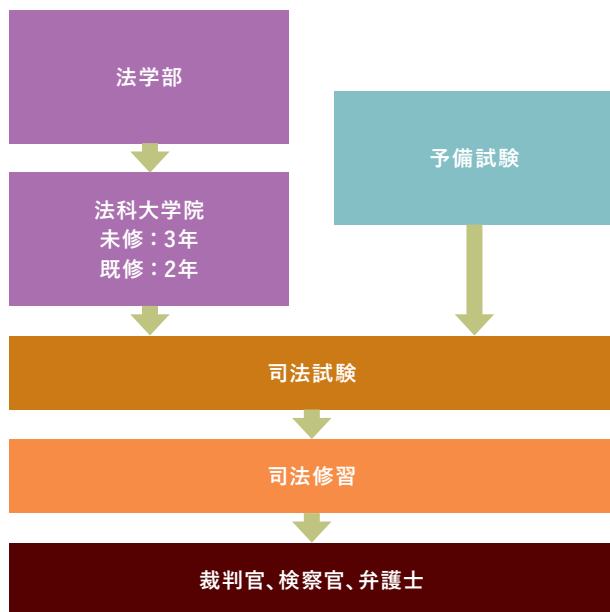 法学部
予備試験
法科大学院
未修：3年
既修：2年
司法試験
司法修習
裁判官、検察官、弁護士